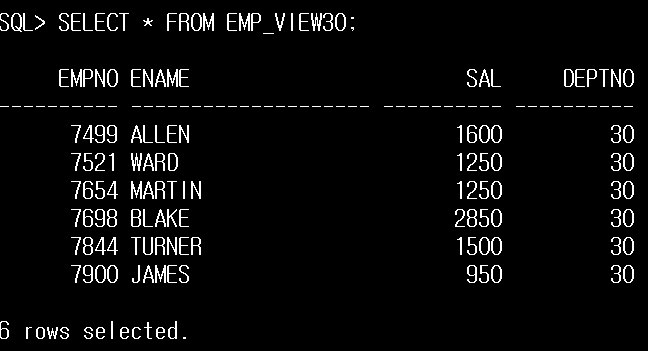 SQL> SELECT * FROM EMP_VIEW30;
EMPNO ENAME SAL DEPTNO
---------- -------------------- ---------- ----------
7499 ALLEN 1600 30
7521 WARD 1250 30
7654 MARTIN 1250 30
7698 BLAKE 2850 30
7844 TURNER 1500 30
7900 JAMES 950 30
6 rows selected.